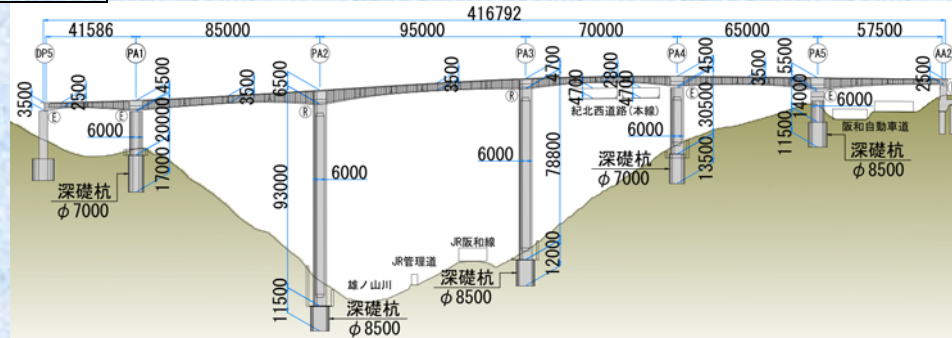 416792
41586
85000
95000
70000
65000
57500
DP5
PA1
PA2
PA3
PA4
PA5
AA2
3500
2500
4500
3500
6500
3500
4700
4700
2800
4700
4500
3500
5500
2500
E
E
R
R
E
E
E
紀北西道路(本線)
阪和自動車道
6000
20000
17000
深礎杭
φ7000
6000
93000
11500
深礎杭
φ8500
雄ノ山川
JR管理道
JR阪和線
6000
78800
12000
深礎杭
φ8500
6000
30500
13500
深礎杭
φ7000
6000
14000
11500
深礎杭
φ8500